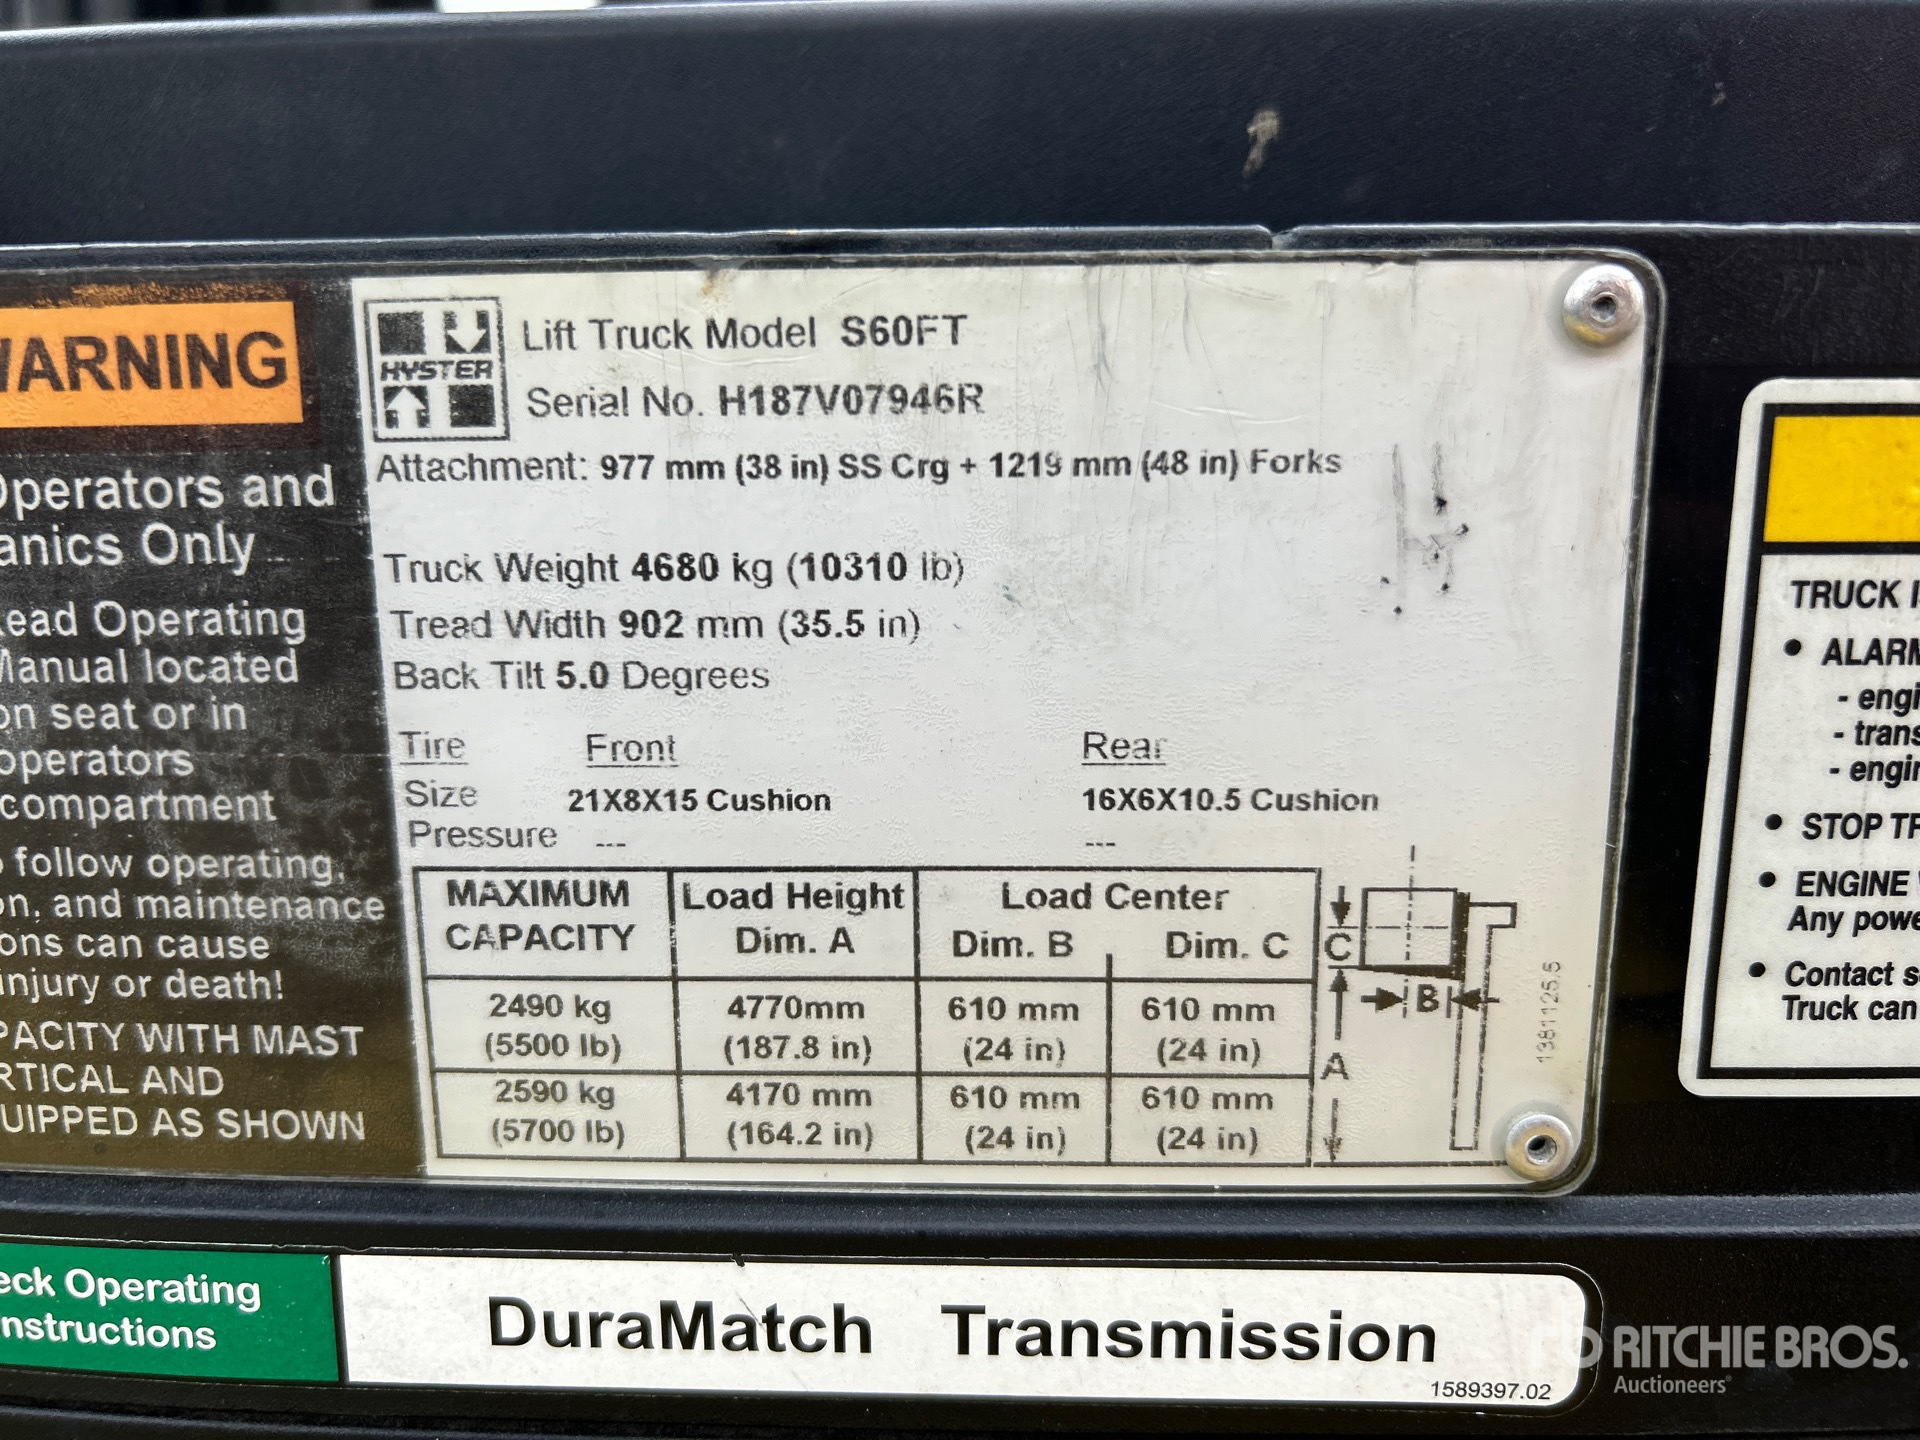 WARNING
Operators and
anics Only
ead Operating
Manual located
on seat or in
operators
compartment
o follow operating,
on, and maintenance
ions can cause
injury or death!
PACITY WITH MAST
RTICAL AND
UIPPED AS SHOWN
HYSTER
Lift Truck Model S60FT
Serial No. H187V07946R
Attachment: 977 mm (38 in) SS Crg + 1219 mm (48 in) Forks
Truck Weight 4680 kg (10310 lb)
Tread Width 902 mm (35.5 in)
Back Tilt 5.0 Degrees
Tire Front Rear
Size 21X8X15 Cushion 16X6X10.5 Cushion
Pressure --- ---
MAXIMUM CAPACITY Load Height Dim. A Load Center Dim. B Dim. C
2490 kg 4770mm 610 mm 610 mm
(5500 lb) (187.8 in) (24 in) (24 in)
2590 kg 4170 mm 610 mm 610 mm
(5700 lb) (164.2 in) (24 in) (24 in)
C
B
A
TRUCK I
• ALARM
- engi
- trans
- engin
• STOP TR
• ENGINE
Any powe
• Contact s
Truck can
eck Operating
nstructions
DuraMatch Transmission
1589397.02
RITCHIE BROS.
Auctioneers